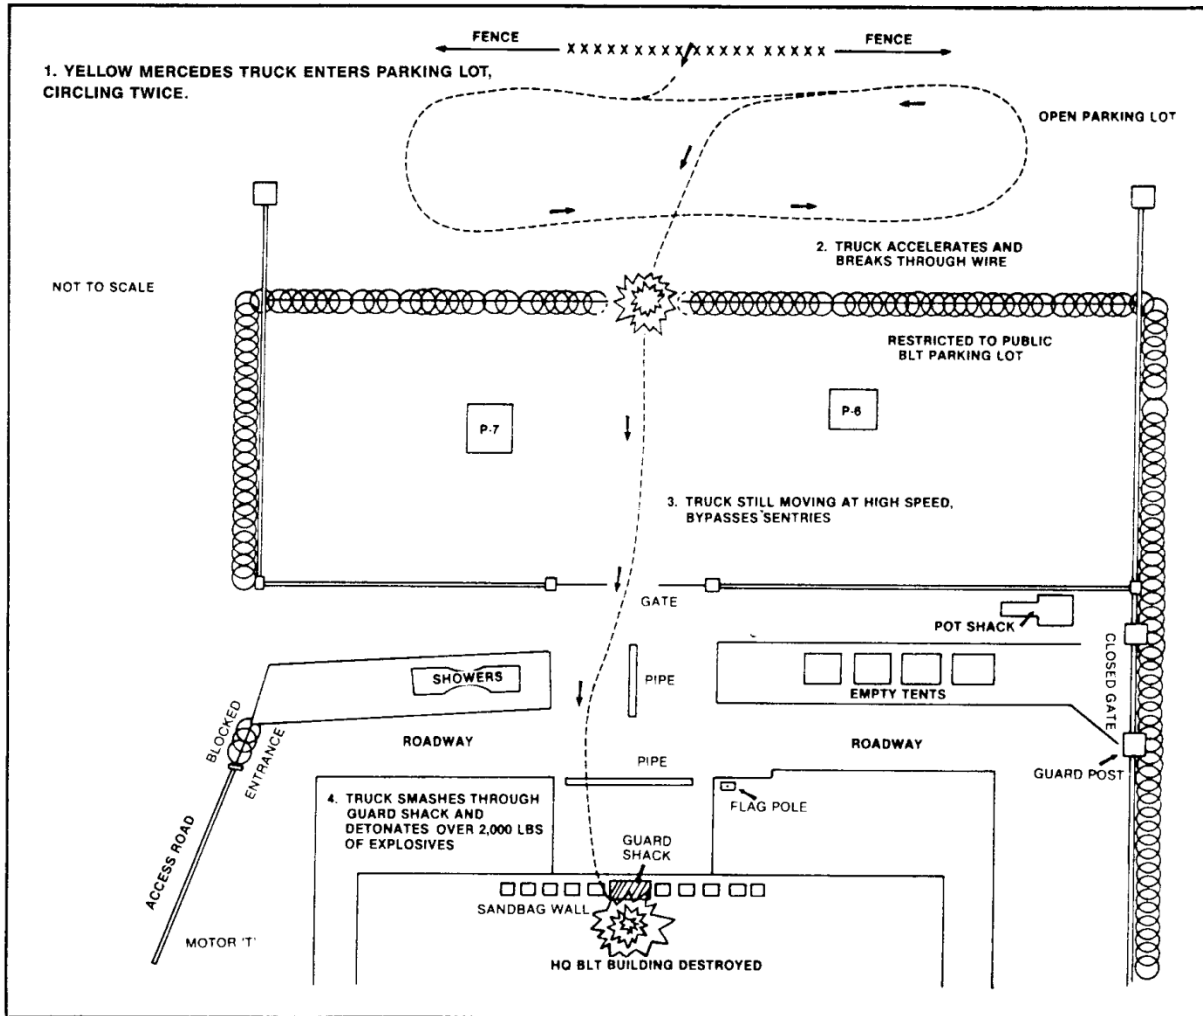 FENCE
XXXXXXXXXXXXXXX XXXXX
FENCE
1. YELLOW MERCEDES TRUCK ENTERS PARKING LOT,
CIRCLING TWICE.
OPEN PARKING LOT
2. TRUCK ACCELERATES AND
BREAKS THROUGH WIRE
NOT TO SCALE
RESTRICTED TO PUBLIC
BLT PARKING LOT
P-7
P-6
3. TRUCK STILL MOVING AT HIGH SPEED,
BYPASSES SENTRIES
GATE
POT SHACK
CLOSED GATE
SHOWERS
PIPE
EMPTY TENTS
BLOCKED
ENTRANCE
ROADWAY
ROADWAY
PIPE
GUARD POST
FLAG POLE
4. TRUCK SMASHES THROUGH
GUARD SHACK AND
DETONATES OVER 2,000 LBS
OF EXPLOSIVES
GUARD
SHACK
ACCESS ROAD
SANDBAG WALL
MOTOR 'T'
HQ BLT BUILDING DESTROYED